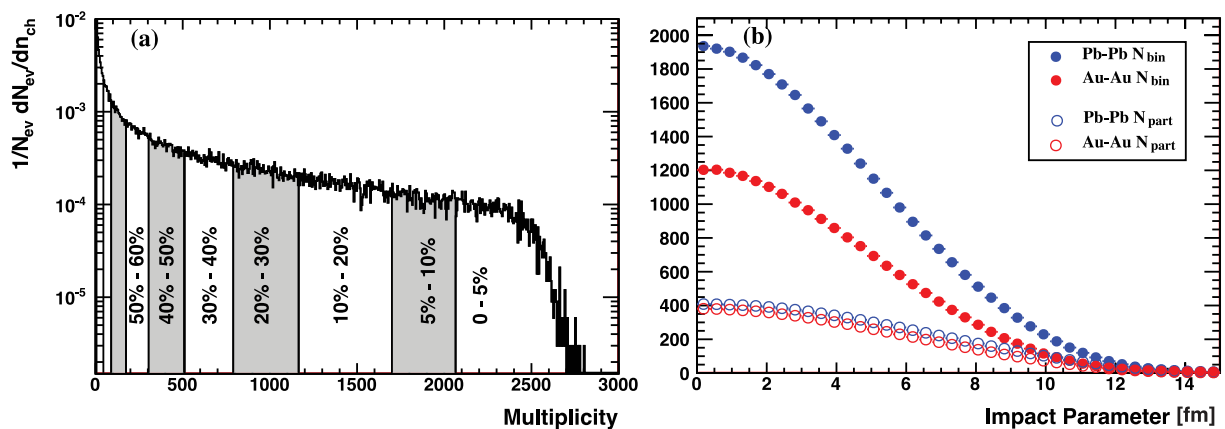 (a)
1/N_ev dN_ev/dn_ch
10^-2
10^-3
10^-4
10^-5
50% - 60%
40% - 50%
30% - 40%
20% - 30%
10% - 20%
5% - 10%
0 - 5%
0 500 1000 1500 2000 2500 3000
Multiplicity
(b)
2000
1800
1600
1400
1200
1000
800
600
400
200
0
Pb-Pb N_bin
Au-Au N_bin
Pb-Pb N_part
Au-Au N_part
0 2 4 6 8 10 12 14
Impact Parameter [fm]